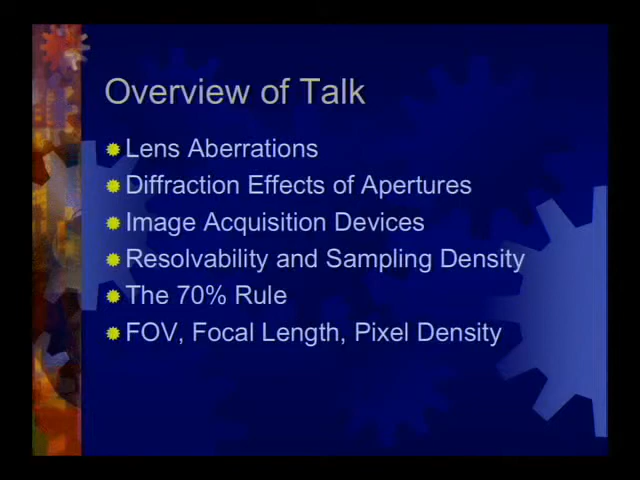 Overview of Talk
Lens Aberrations
Diffraction Effects of Apertures
Image Acquisition Devices
Resolvability and Sampling Density
The 70% Rule
FOV, Focal Length, Pixel Density